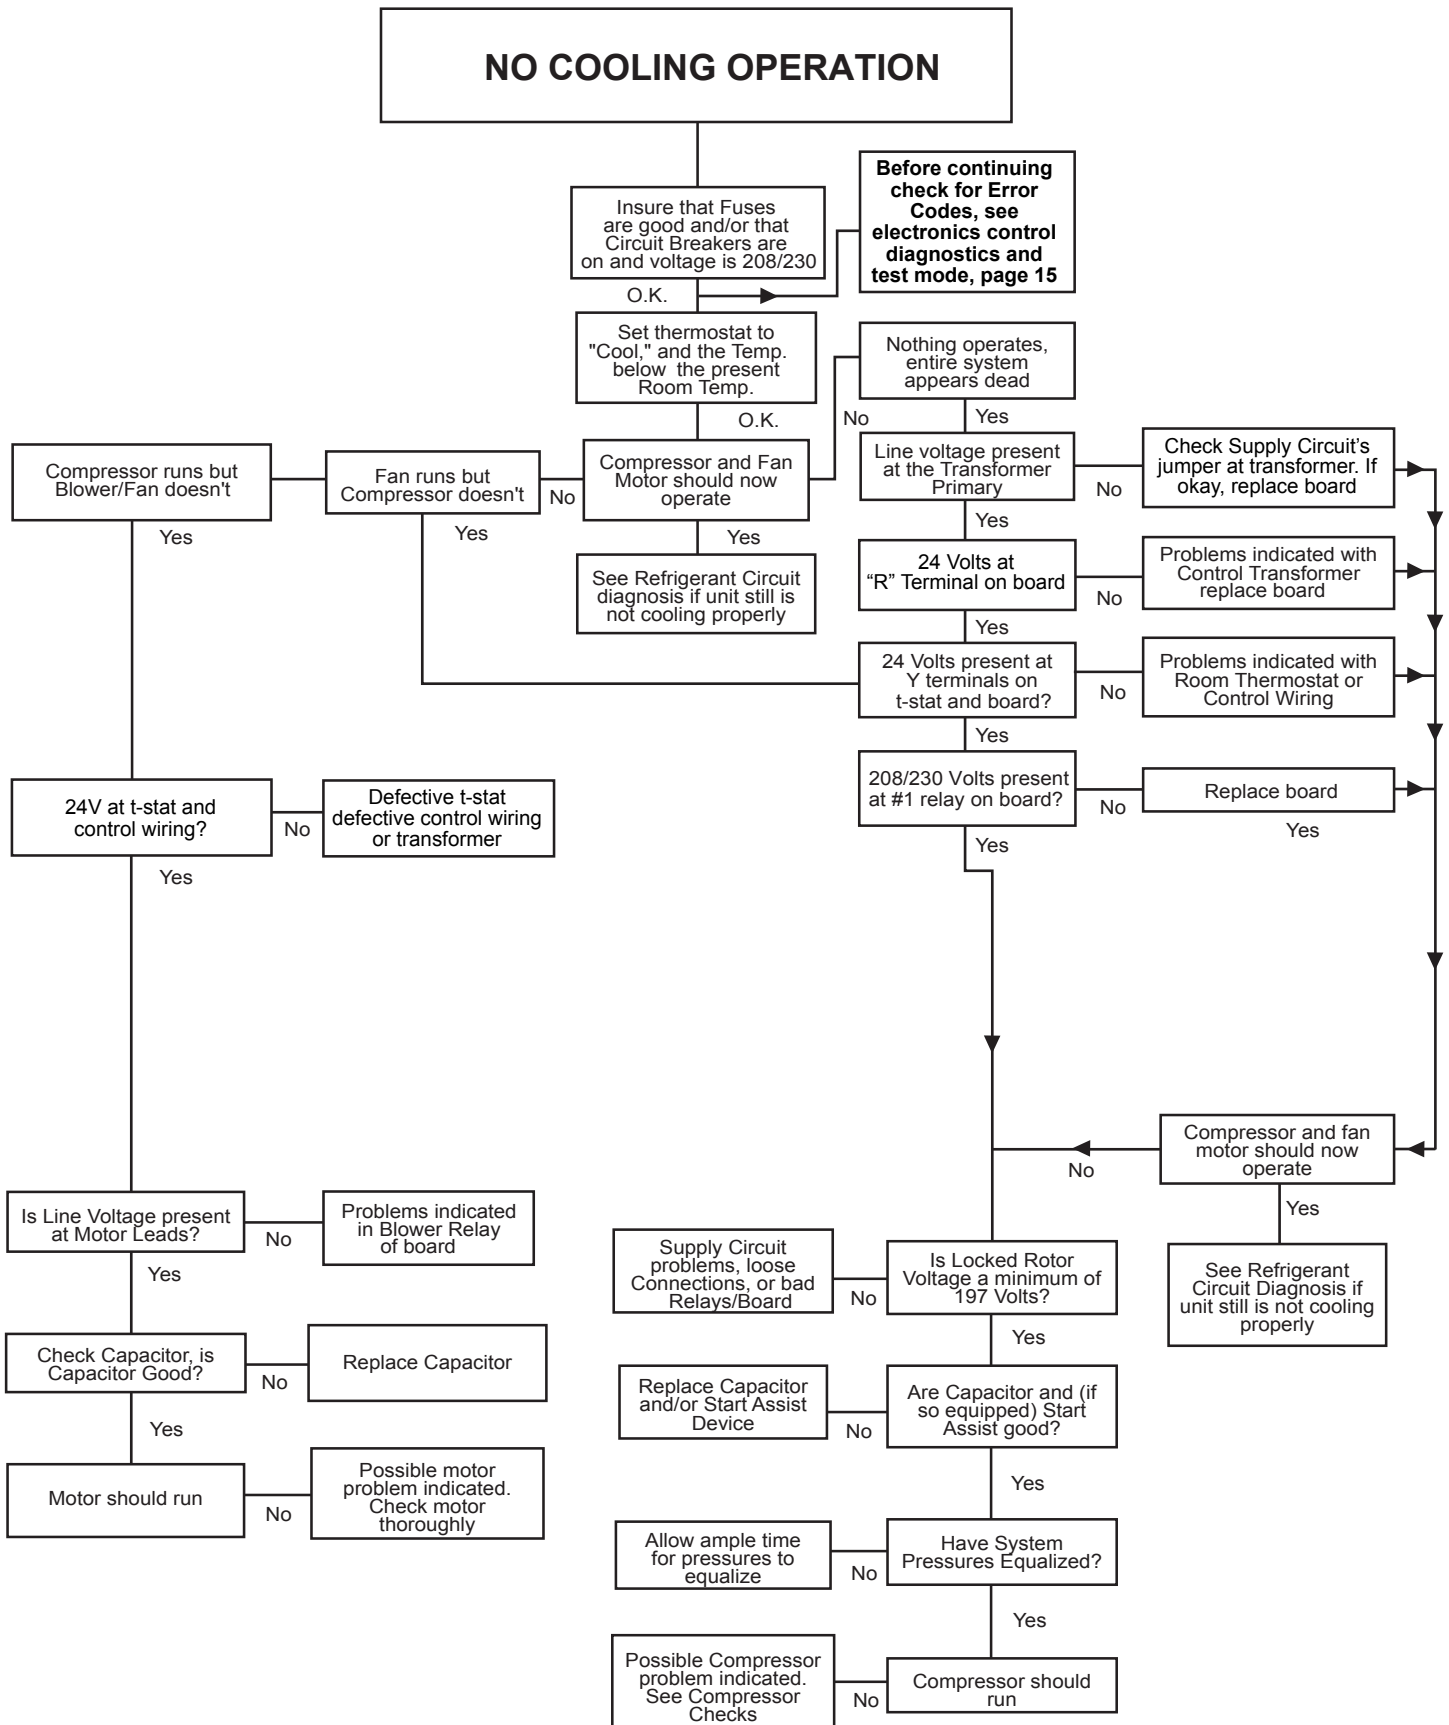 NO COOLING OPERATION
Insure that Fuses
are good and/or that
Circuit Breakers are
on and voltage is 208/230
Before continuing
check for Error
Codes, see
electronics control
diagnostics and
test mode, page 15
O.K.
Set thermostat to
"Cool," and the Temp.
below the present
Room Temp.
O.K.
Nothing operates,
entire system
appears dead
No
Yes
Compressor runs but
Blower/Fan doesn't
Yes
Fan runs but
Compressor doesn't
No
Yes
Compressor and Fan
Motor should now
operate
Yes
See Refrigerant Circuit
diagnosis if unit still is
not cooling properly
Line voltage present
at the Transformer
Primary
No
Check Supply Circuit's
jumper at transformer. If
okay, replace board
Yes
24 Volts at
“R” Terminal on board
No
Problems indicated with
Control Transformer
replace board
Yes
24 Volts present at
Y terminals on
t-stat and board?
No
Problems indicated with
Room Thermostat or
Control Wiring
Yes
208/230 Volts present
at #1 relay on board?
No
Replace board
Yes
Yes
24V at t-stat and
control wiring?
No
Defective t-stat
defective control wiring
or transformer
Yes
Compressor and fan
motor should now
operate
No
Yes
See Refrigerant
Circuit Diagnosis if
unit still is not cooling
properly
Is Line Voltage present
at Motor Leads?
No
Problems indicated
in Blower Relay
of board
Yes
Supply Circuit
problems, loose
Connections, or bad
Relays/Board
No
Is Locked Rotor
Voltage a minimum of
197 Volts?
Yes
Check Capacitor, is
Capacitor Good?
No
Replace Capacitor
Yes
Replace Capacitor
and/or Start Assist
Device
No
Are Capacitor and (if
so equipped) Start
Assist good?
Yes
Motor should run
No
Possible motor
problem indicated.
Check motor
thoroughly
Allow ample time
for pressures to
equalize
No
Have System
Pressures Equalized?
Yes
Possible Compressor
problem indicated.
See Compressor
Checks
No
Compressor should
run